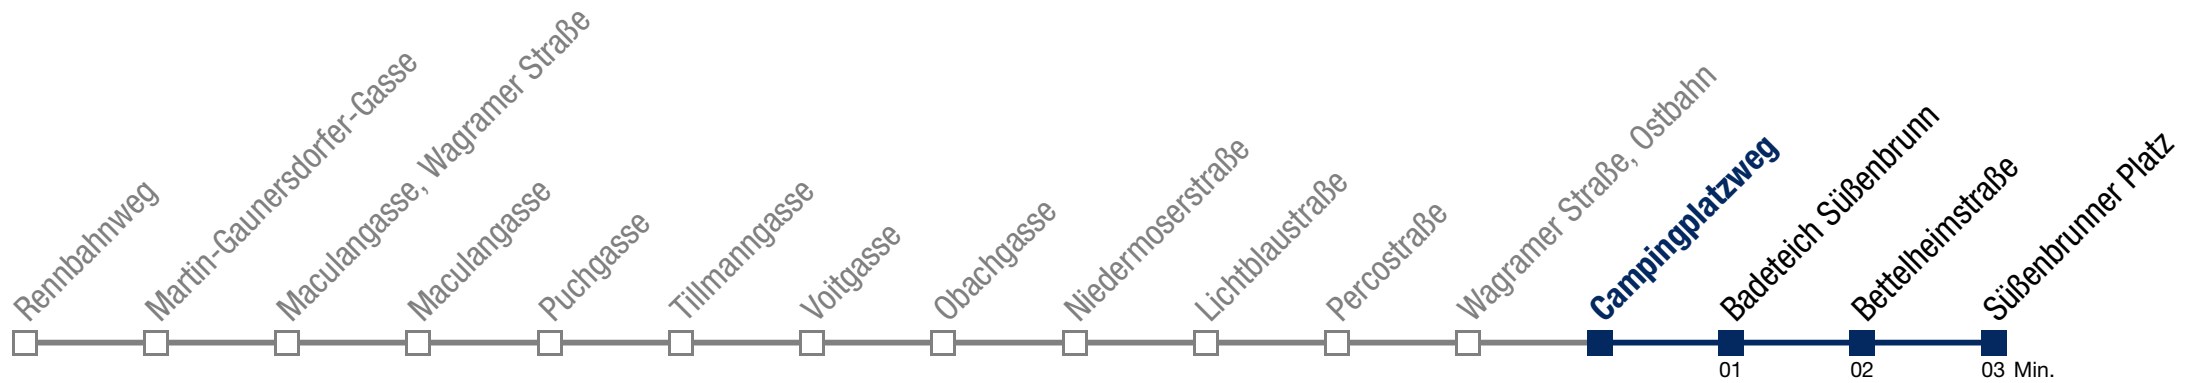 Rennbahnweg
Martin-Gaunersdorfer-Gasse
Maculangasse, Wagramer Straße
Maculangasse
Puchgasse
Tillmanngasse
Voitgasse
Obachgasse
Niedermoserstraße
Lichtblaustraße
Percostraße
Wagramer Straße, Ostbahn
Campingplatzweg
Badeteich Süßenbrunn
Bettelheimstraße
Süßenbrunner Platz
01
02
03 Min.